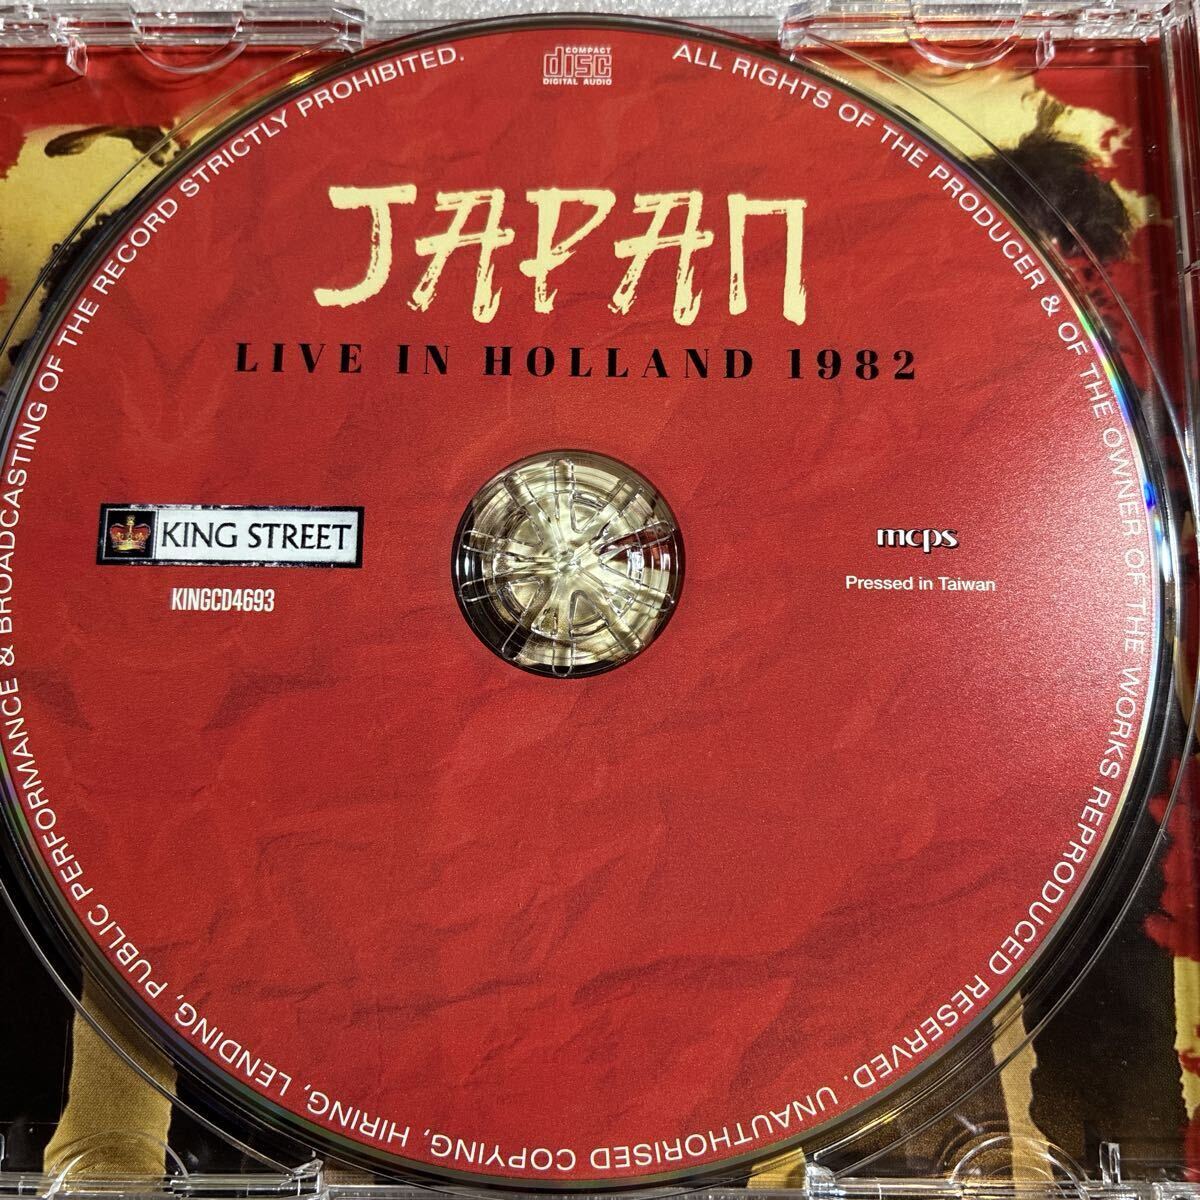 COMPACT
disc
DIGITAL AUDIO
ALL RIGHTS OF THE PRODUCER & OF THE OWNER OF THE WORKS REPRODUCED RESERVED. UNAUTHORISED COPYING, HIRING, LENDING, PUBLIC PERFORMANCE & BROADCASTING OF THE RECORD STRICTLY PROHIBITED.
JAPAN
LIVE IN HOLLAND 1982
KING STREET
KINGCD4693
mcps
Pressed in Taiwan